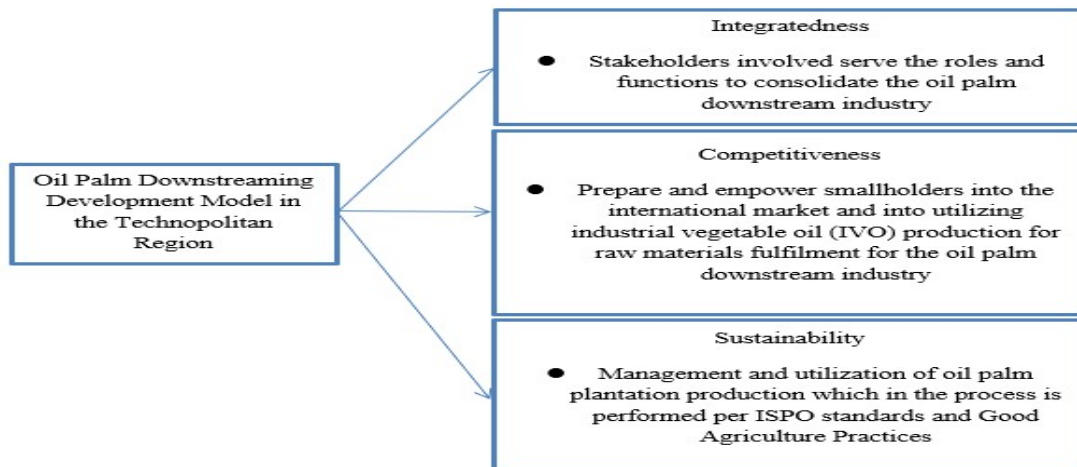 Oil Palm Downstreaming
Development Model in
the Technopolitan
Region
Integratedness
● Stakeholders involved serve the roles and
functions to consolidate the oil palm
downstream industry
Competitiveness
● Prepare and empower smallholders into the
international market and into utilizing
industrial vegetable oil (IVO) production for
raw materials fulfilment for the oil palm
downstream industry
Sustainability
● Management and utilization of oil palm
plantation production which in the process is
performed per ISPO standards and Good
Agriculture Practices